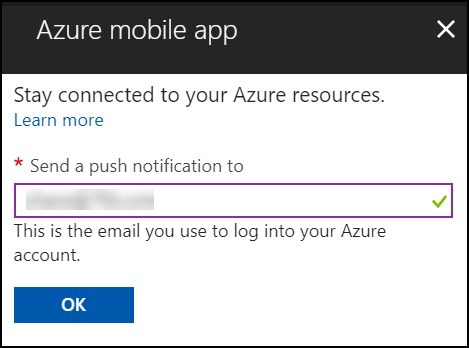 Azure mobile app
Stay connected to your Azure resources.
Learn more
* Send a push notification to
This is the email you use to log into your Azure
account.
OK